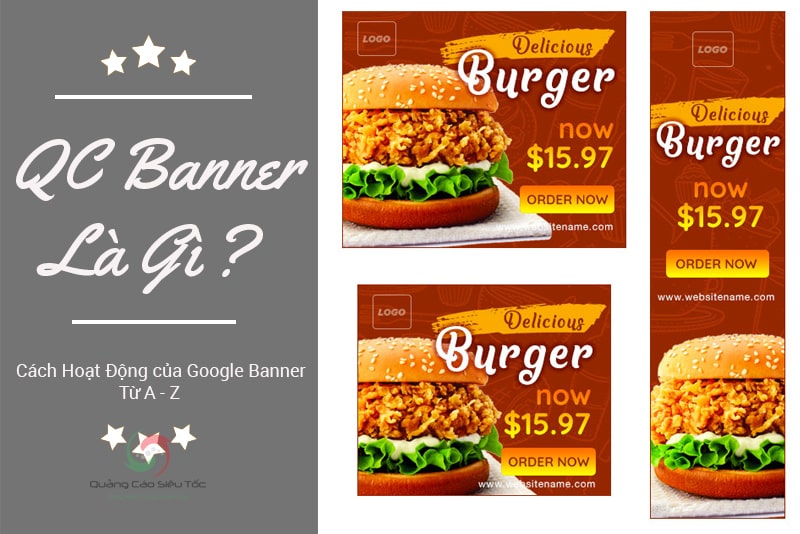 QC Banner
Là Gì ?
Cách Hoạt Động của Google Banner
Từ A - Z
Quảng Cáo Siêu Tốc
LOGO
Delicious
Burger
now
$15.97
ORDER NOW
www.websitename.com
LOGO
Delicious
Burger
now
$15.97
ORDER NOW
www.websitename.com
LOGO
Delicious
Burger
now
$15.97
ORDER NOW
www.websitename.com